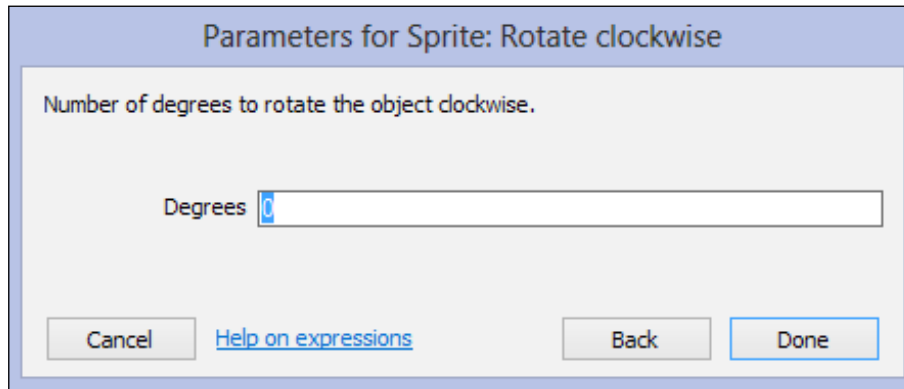 Parameters for Sprite: Rotate clockwise
Number of degrees to rotate the object clockwise.
Degrees 0
Cancel Help on expressions Back Done